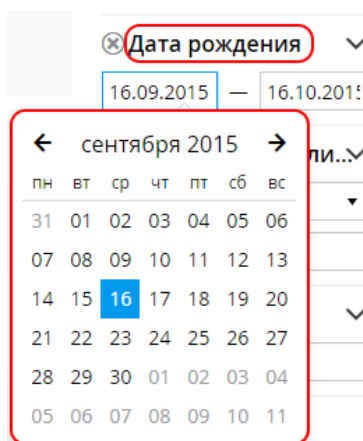 Дата рождения
16.09.2015 — 16.10.2015
сентября 2015
ли...
пн вт ср чт пт сб вс
31 01 02 03 04 05 06
07 08 09 10 11 12 13
14 15 16 17 18 19 20
21 22 23 24 25 26 27
28 29 30 01 02 03 04
05 06 07 08 09 10 11